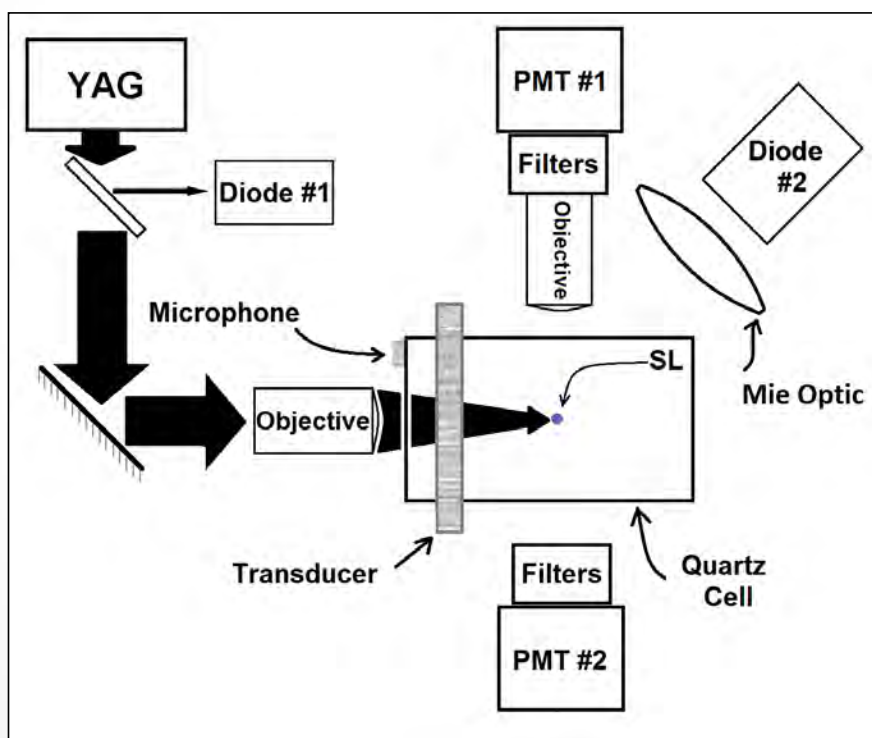 YAG
PMT #1
Filters
Objective
Diode
#2
Diode #1
Microphone
SL
Mie Optic
Objective
Transducer
Filters
Quartz
Cell
PMT #2